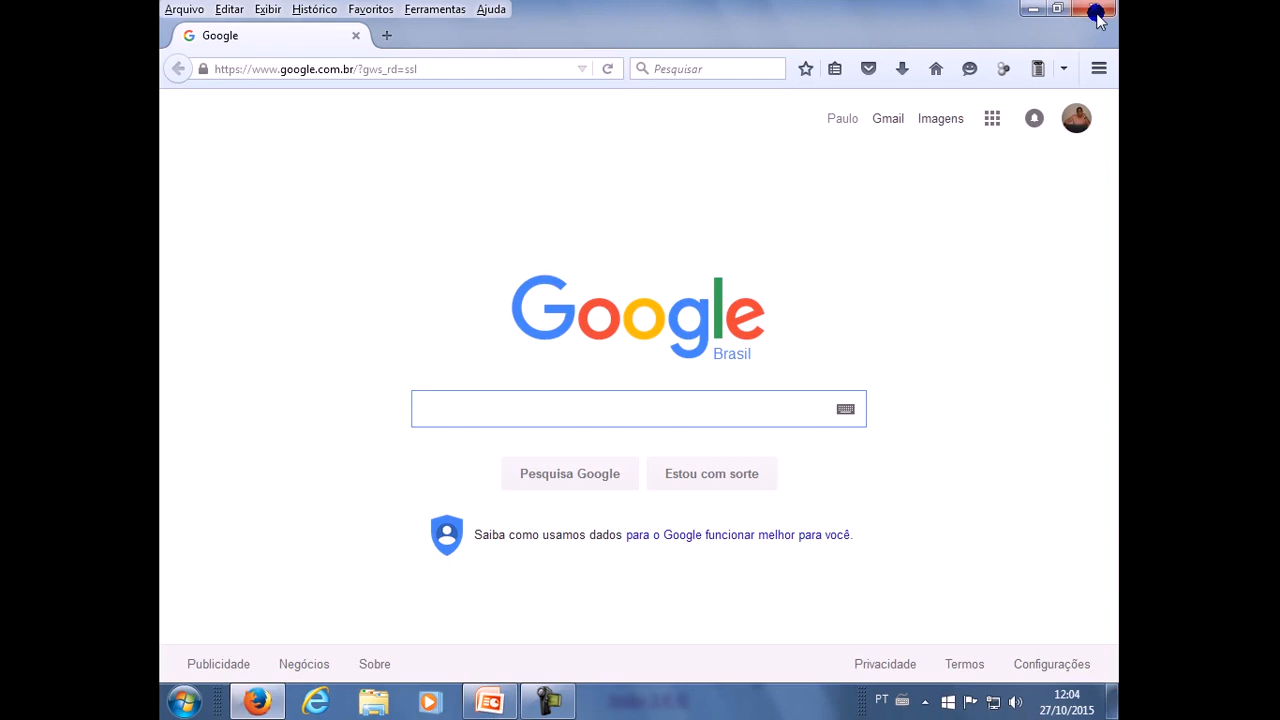 Arquivo Editar Exibir Histórico Favoritos Ferramentas Ajuda
Google
https://www.google.com.br/?gws_rd=ssl
Pesquisar
Paulo Gmail Imagens
Google
Brasil
Pesquisa Google Estou com sorte
Saiba como usamos dados para o Google funcionar melhor para você.
Publicidade Negócios Sobre Privacidade Termos Configurações
PT 12:04
27/10/2015